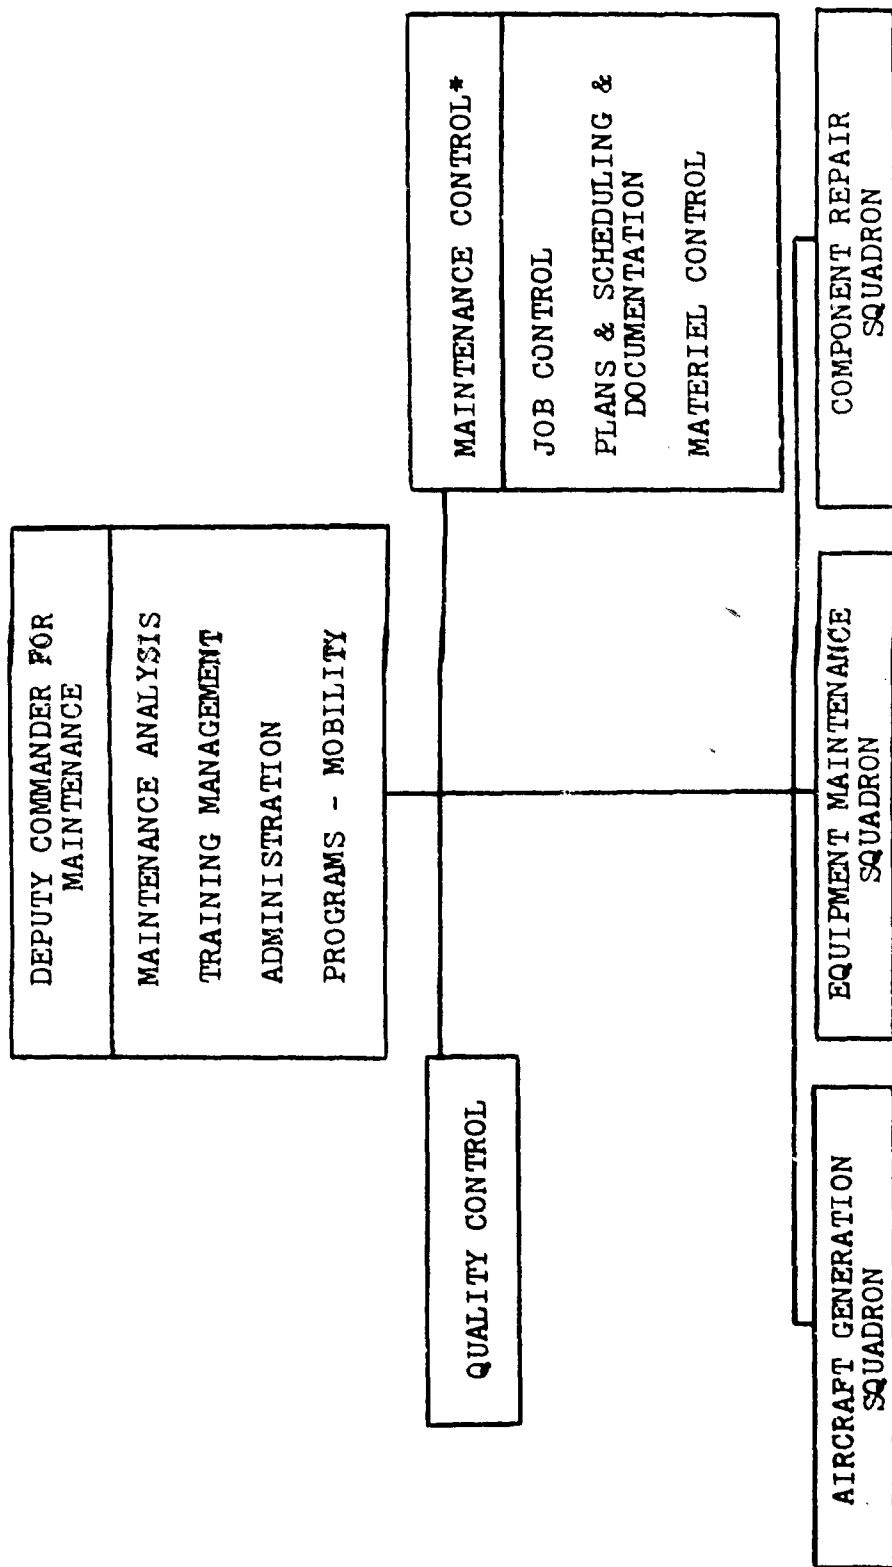 DEPUTY COMMANDER FOR
MAINTENANCE
MAINTENANCE ANALYSIS
TRAINING MANAGEMENT
ADMINISTRATION
PROGRAMS - MOBILITY
QUALITY CONTROL
MAINTENANCE CONTROL*
JOB CONTROL
PLANS & SCHEDULING &
DOCUMENTATION
MATERIEL CONTROL
AIRCRAFT GENERATION
SQUADRON
EQUIPMENT MAINTENANCE
SQUADRON
COMPONENT REPAIR
SQUADRON